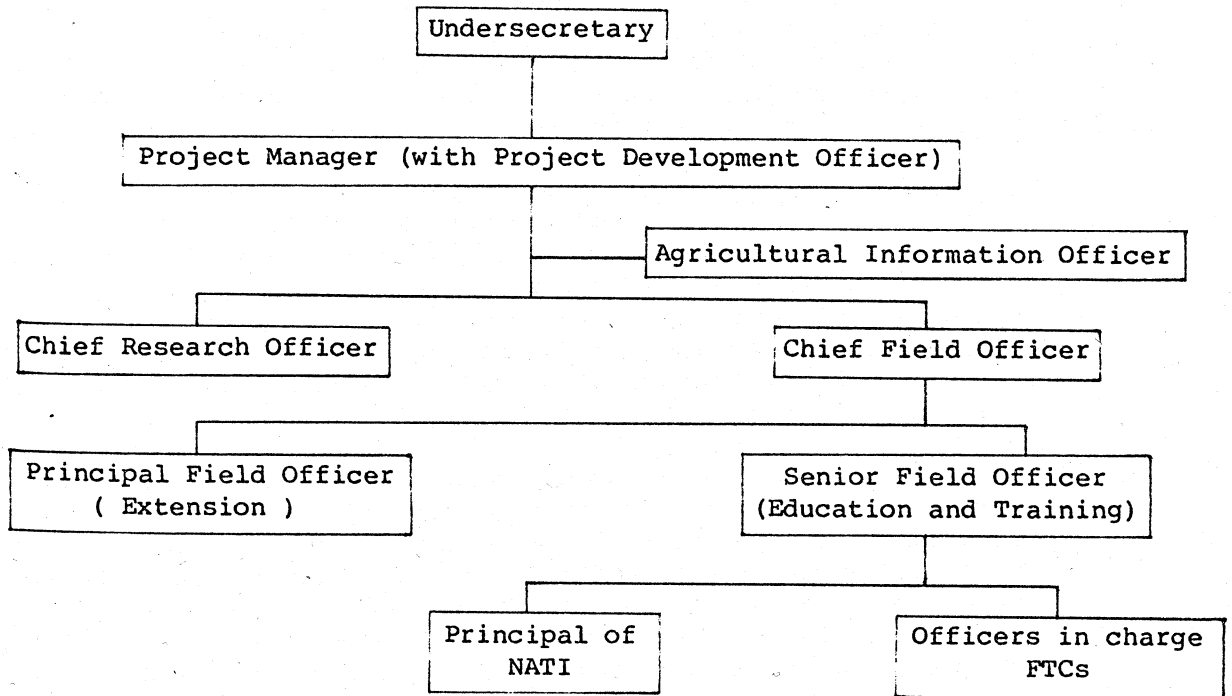 Undersecretary
Project Manager (with Project Development Officer)
Agricultural Information Officer
Chief Research Officer
Chief Field Officer
Principal Field Officer
( Extension )
Senior Field Officer
(Education and Training)
Principal of
NATI
Officers in charge
FTCs